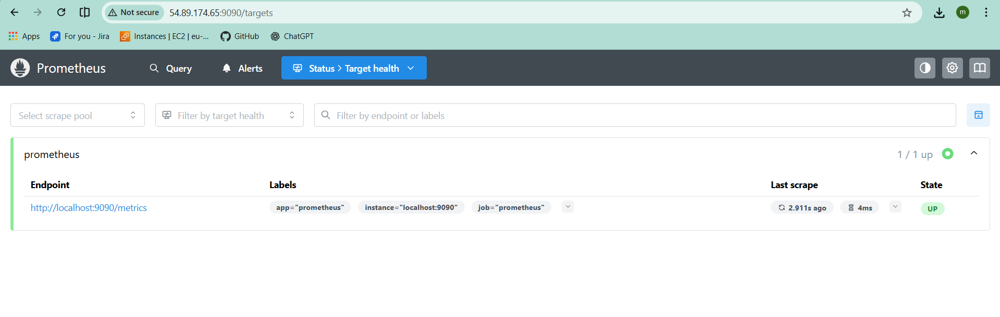 Not secure 54.89.174.65:9090/targets m
Apps For you - Jira Instances | EC2 | eu-... GitHub ChatGPT
Prometheus Query Alerts Status > Target health
Select scrape pool Filter by target health Filter by endpoint or labels
prometheus 1 / 1 up
Endpoint Labels Last scrape State
http://localhost:9090/metrics app="prometheus" instance="localhost:9090" job="prometheus" 2.911s ago 4ms UP